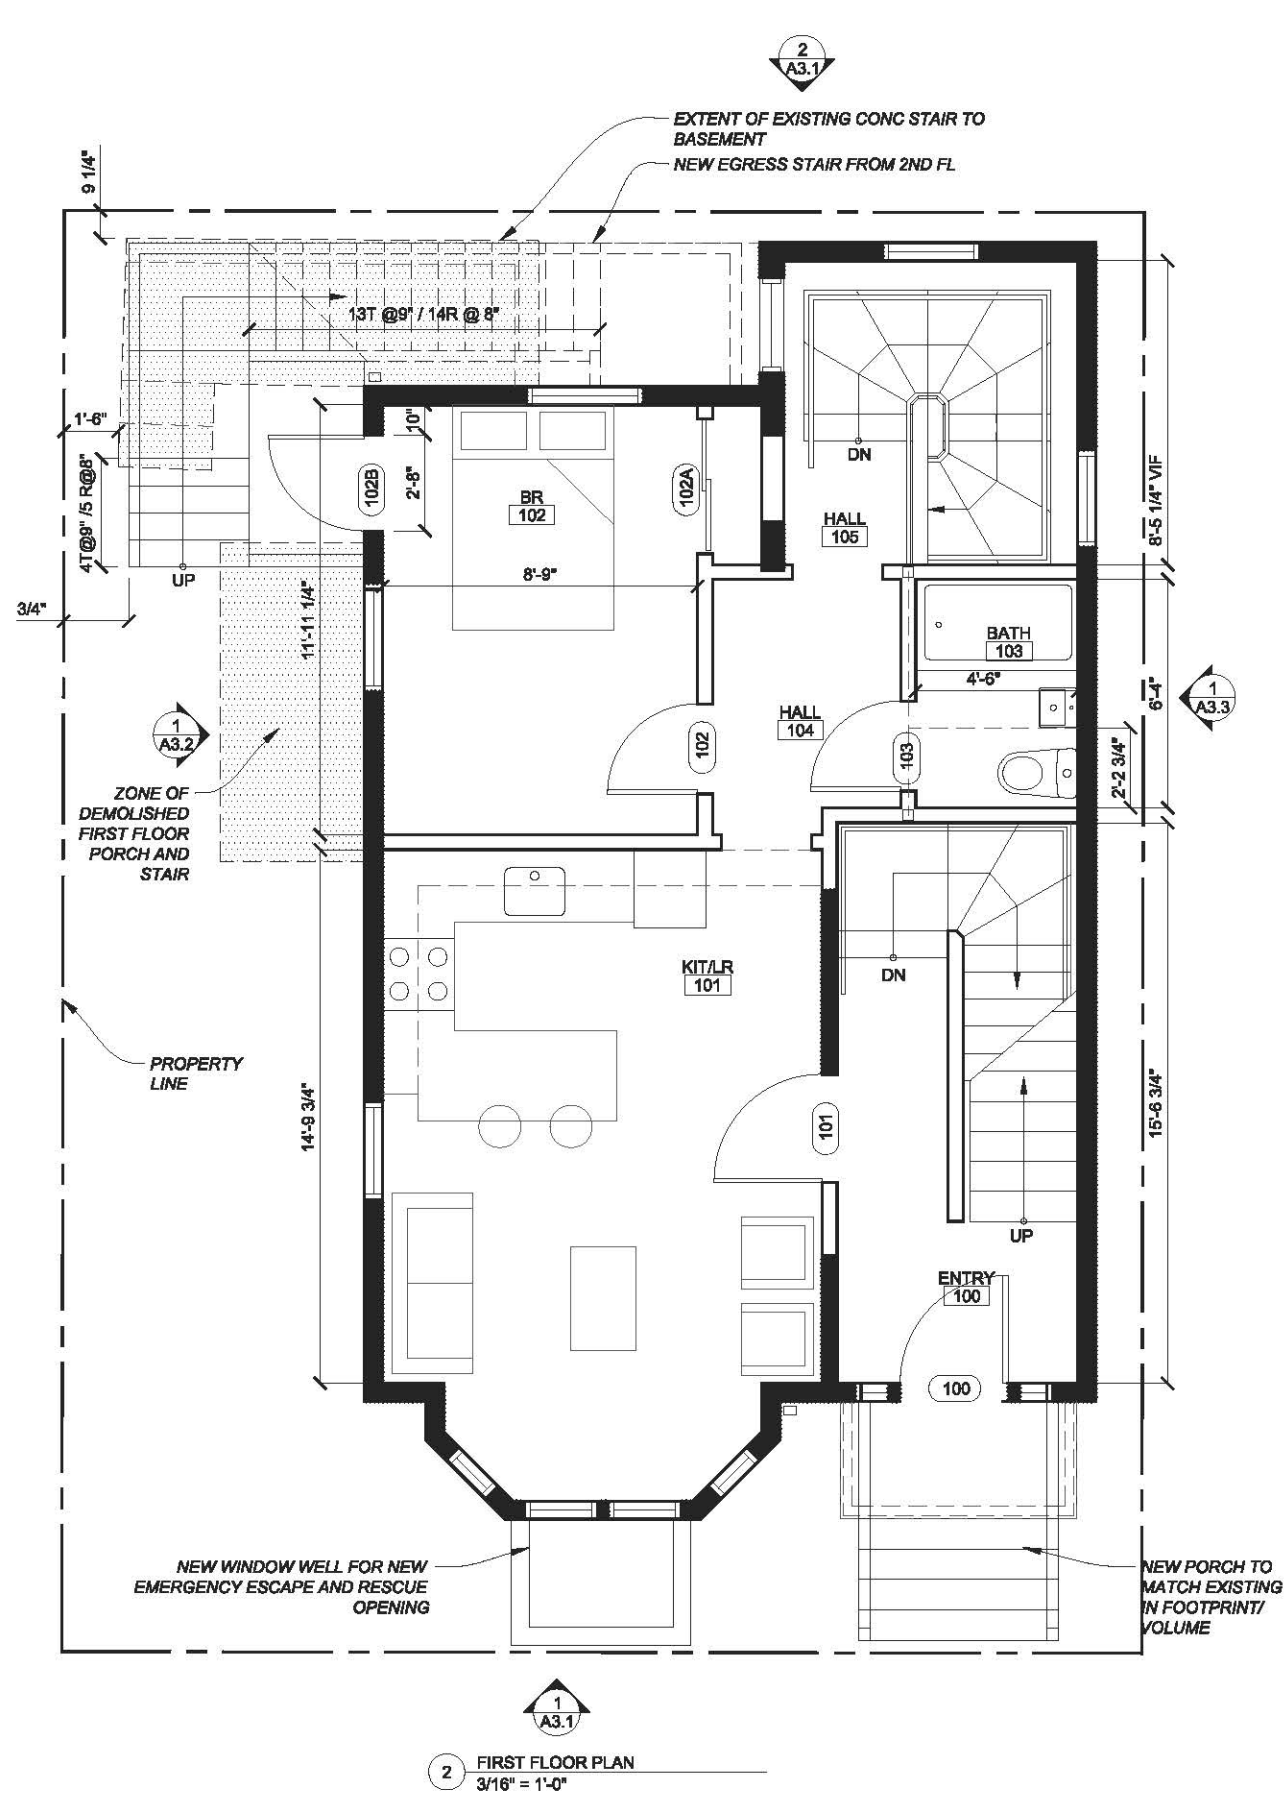 2
A3.1
EXTENT OF EXISTING CONC STAIR TO
BASEMENT
NEW EGRESS STAIR FROM 2ND FL
9 1/4"
13T @9" / 14R @ 8"
1'-6"
4T@9" /5 R@8"
UP
3/4"
10"
2'-8"
102B
BR
102
102A
8'-9"
11'-11 1/4"
DN
HALL
105
8'-5 1/4" VIF
BATH
103
4'-6"
6'-4"
1
A3.3
1
A3.2
HALL
104
102
103
2'-2 3/4"
ZONE OF
DEMOLISHED
FIRST FLOOR
PORCH AND
STAIR
KIT/LR
101
DN
PROPERTY
LINE
14'-9 3/4"
101
15'-6 3/4"
UP
ENTRY
100
100
NEW WINDOW WELL FOR NEW
EMERGENCY ESCAPE AND RESCUE
OPENING
NEW PORCH TO
MATCH EXISTING
IN FOOTPRINT/
VOLUME
1
A3.1
2
FIRST FLOOR PLAN
3/16" = 1'-0"